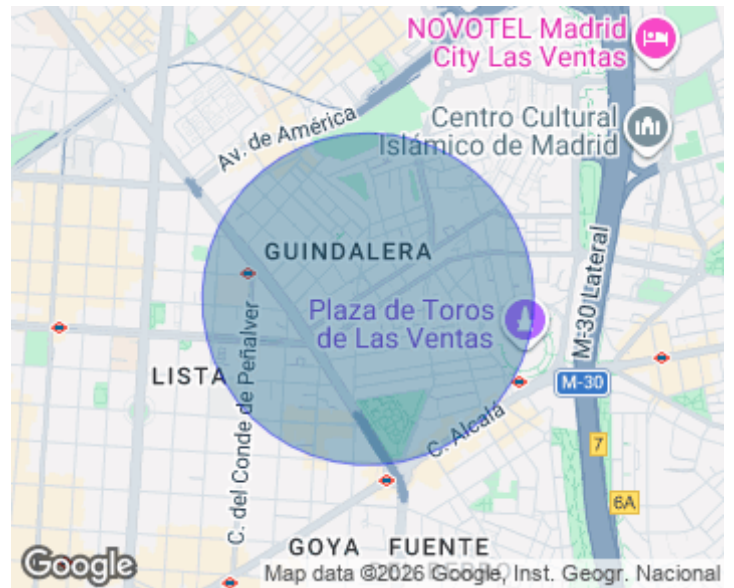 NOVOTEL Madrid
City Las Ventas
Centro Cultural
Islámico de Madrid
Av. de América
GUINDALERA
M-30 Lateral
Plaza de Toros
de Las Ventas
C. del Conde de Peñalver
LISTA
M-30
C. Alcalá
7
6A
GOYA
FUENTE
Google
Map data ©2026 Google, Inst. Geogr. Nacional